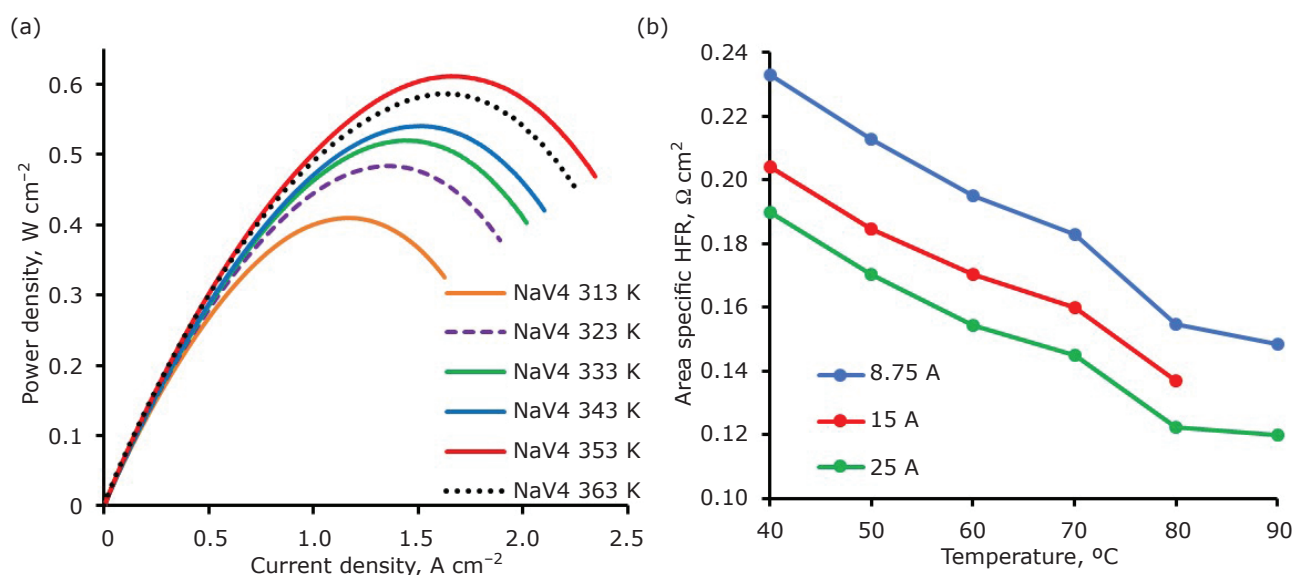 (a)
Power density, W cm⁻²
0.6
0.5
0.4
0.3
0.2
0.1
0
0 0.5 1.0 1.5 2.0 2.5
Current density, A cm⁻²
NaV4 313 K
NaV4 323 K
NaV4 333 K
NaV4 343 K
NaV4 353 K
NaV4 363 K
(b)
Area specific HFR, Ω cm²
0.24
0.22
0.20
0.18
0.16
0.14
0.12
0.10
40 50 60 70 80 90
Temperature, ºC
8.75 A
15 A
25 A